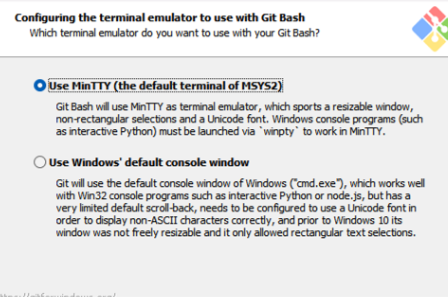 Configuring the terminal emulator to use with Git Bash
Which terminal emulator do you want to use with your Git Bash?
Use MinTTY (the default terminal of MSYS2)
Git Bash will use MinTTY as terminal emulator, which sports a resizable window,
non-rectangular selections and a Unicode font. Windows console programs (such
as interactive Python) must be launched via `winpty` to work in MinTTY.
Use Windows' default console window
Git will use the default console window of Windows ("cmd.exe"), which works well
with Win32 console programs such as interactive Python or node.js, but has a
very limited default scroll-back, needs to be configured to use a Unicode font in
order to display non-ASCII characters correctly, and prior to Windows 10 its
window was not freely resizable and it only allowed rectangular text selections.